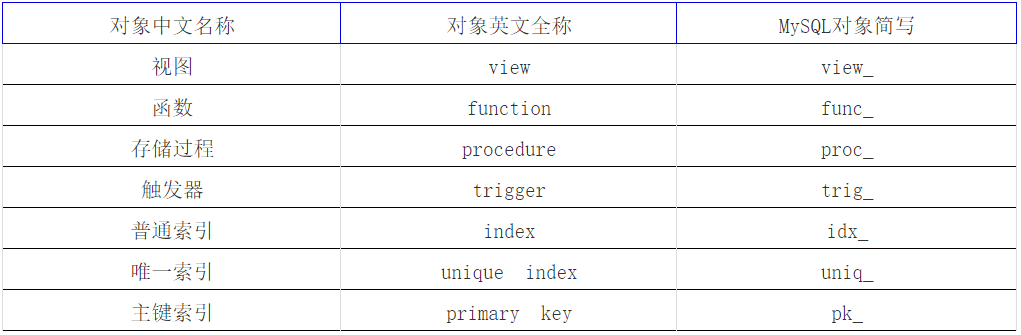 对象中文名称 对象英文全称 MySQL对象简写
视图 view view_
函数 function func_
存储过程 procedure proc_
触发器 trigger trig_
普通索引 index idx_
唯一索引 unique index uniq_
主键索引 primary key pk_